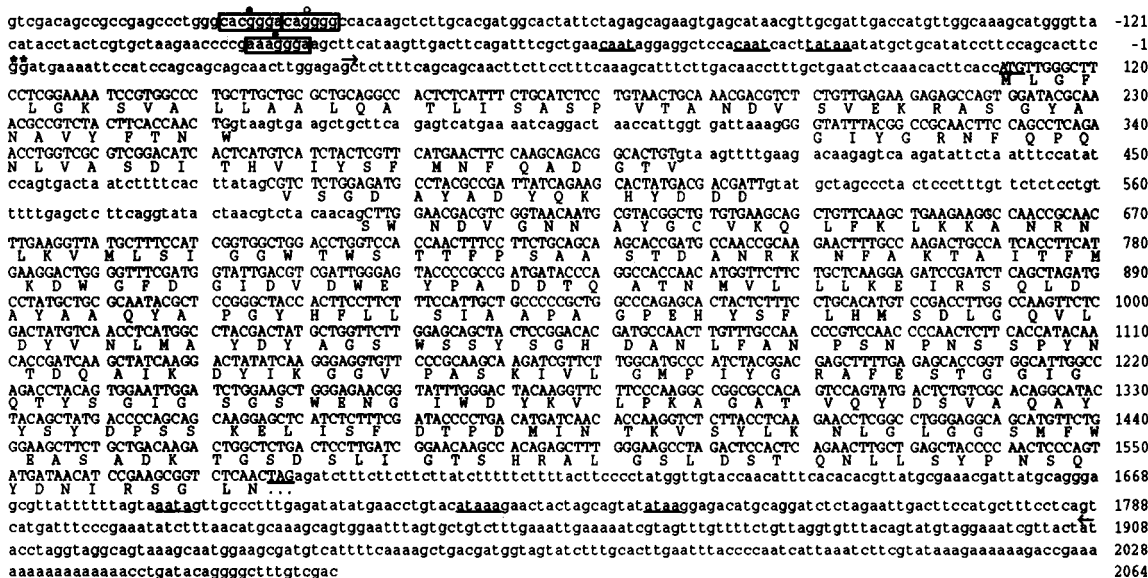 gtcgacagccgccgagccctgggcacgggacaggggccacaagctcttgcacgatggcactattctagagcagaagtgagcataacgttgcgattgaccatgttggcaaagcatgggtta -121
catacctactcgtgctaagaaccccgaaagggaagcttcataagttgacttcagatttcgctgaacaataggaggctccacaatcacttataaatatgctgcatatccttccagcacttc -1
**
ggatgaaaattccatccagcagcagcaacttggagagctcttttcagcagcaacttcttcctttcaaagcatttcttgacaacctttgctgaatctcaaacacttcaccATGTTGGGCTT 120
M L G F
CCTCGGAAAA TCCGTGGCCC TGCTTGCTGC GCTGCAGGCC ACTCTCATTT CTGCATCTCC TGTAACTGCA AACGACGTCT CTGTTGAGAA GAGAGCCAGT GGATACGCAA 230
L G K S V A L L A A L Q A T L I S A S P V T A N D V S V E K R A S G Y A
ACGCCGTCTA CTTCACCAAC TGgtaagtga agctgcttca gagtcatgaa aatcaggact aaccattggt gattaaagGG GTATTTACGG CCGCAACTTC CAGCCTCAGA 340
N A V Y F T N W G I Y G R N F Q P Q
ACCTGGTCGC GTCGGACATC ACTCATGTCA TCTACTCGTT CATGAACTTC CAAGCAGACG GCACTGTgta agttttgaag acaagagtca agatattcta atttccatat 450
N L V A S D I T H V I Y S F M N F Q A D G T V
ccagtgacta atcttttcac ttatagCGTC TCTGGAGATG CCTACGCCGA TTATCAGAAG CACTATGACG ACGATTgtat gctagcccta ctccctttgt tctctcctgt 560
V S G D A Y A D Y Q K H Y D D D
ttttgagctc ttcaggtata ctaacgtcta caacagCTTG GAACGACGTC GGTAACAATG CGTACGGCTG TGTGAAGCAG CTGTTCAAGC TGAAGAAGGC CAACCGCAAC 670
S W N D V G N N A Y G C V K Q L F K L K K A N R N
TTGAAGGTTA TGCTTTCCAT CGGTGGCTGG ACCTGGTCCA CCAACTTTCC TTCTGCAGCA AGCACCGATG CCAACCGCAA GAACTTTGCC AAGACTGCCA TCACCTTCAT 780
L K V M L S I G G W T W S T T F P S A A S T D A N R K N F A K T A I T F M
GAAGGACTGG GGTTTCGATG GTATTGACGT CGATTGGGAG TACCCCGCCG ATGATACCCA GGCCACCAAC ATGGTTCTTC TGCTCAAGGA GATCCGATCT CAGCTAGATG 890
K D W G F D G I D V D W E Y P A D D T Q A T N M V L L L K E I R S Q L D
CCTATGCTGC GCAATACGCT CCGGGCTACC ACTTCCTTCT TTCCATTGCT GCCCCCGCTG GCCCAGAGCA CTACTCTTTC CTGCACATGT CCGACCTTGG CCAAGTTCTC 1000
A Y A A Q Y A P G Y H F L L S I A A P A G P E H Y S F L H M S D L G Q V L
GACTATGTCA ACCTCATGGC CTACGACTAT GCTGGTTCTT GGAGCAGCTA CTCCGGACAC GATGCCAACT TGTTTGCCAA CCCGTCCAAC CCCAACTCTT CACCATACAA 1110
D Y V N L M A Y D Y A G S W S S Y S G H D A N L F A N P S N P N S S P Y N
CACCGATCAA GCTATCAAGG ACTATATCAA GGGAGGTGTT CCCGCAAGCA AGATCGTTCT TGGCATGCCC ATCTACGGAC GAGCTTTTGA GAGCACCGGT GGCATTGGCC 1220
T D Q A I K D Y I K G G V P A S K I V L G M P I Y G R A F E S T G G I G
AGACCTACAG TGGAATTGGA TCTGGAAGCT GGGAGAACGG TATTTGGGAC TACAAGGTTC TTCCCAAGGC CGGCGCCACA GTCCAGTATG ACTCTGTCGC ACAGGCATAC 1330
Q T Y S G I G S G S W E N G I W D Y K V L P K A G A T V Q Y D S V A Q A Y
TACAGCTATG ACCCCAGCAG CAAGGAGCTC ATCTCTTTCG ATACCCCTGA CATGATCAAC ACCAAGGTCT CTTACCTCAA GAACCTCGGC CTGGGAGGCA GCATGTTCTG 1440
Y S Y D P S S K E L I S F D T P D M I N T K V S Y L K N L G L G G S M F W
GGAAGCTTCT GCTGACAAGA CTGGCTCTGA CTCCTTGATC GGAACAAGCC ACAGAGCTTT GGGAAGCCTA GACTCCACTC AGAACTTGCT GAGCTACCCC AACTCCCAGT 1550
E A S A D K T G S D S L I G T S H R A L G S L D S T Q N L L S Y P N S Q
ATGATAACAT CCGAAGCGGT CTCAACTAGagatctttcttcttcttatctttttctttttacttcccctatggttgtaccaacatttcacacacgttatgcgaaacgattatgcagggа 1668
Y D N I R S G L N ...
gcgttattttttagtaaatagttgccctttgagatatatgaacctgtacataaagaactactagcagtatataaggagacatgcaggatctctagaattgacttccatgctttcctcagt 1788
catgatttcccgaaatatctttaacatgcaaagcagtggaatttagtgctgtctttgaaattgaaaaatcgtagtttgttttctgttaggtgtttacagtatgtaggaaatcgttactat 1908
acctaggtaggcagtaaagcaatggaagcgatgtcattttcaaaagctgacgatggtagtatctttgcacttgaatttaccccaatcattaaatcttcgtataaagaaaaaagaccgaaa 2028
aaaaaaaaaaaaacctgatacaggggctttgtcgac 2064